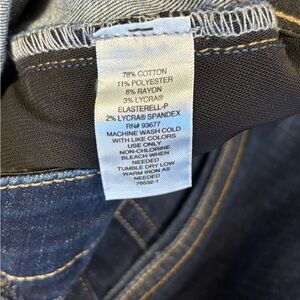 78% COTTON
11% POLYESTER
6% RAYON
3% LYCRA®
ELASTERELL-P
2% LYCRA® SPANDEX
RN# 93677
MACHINE WASH COLD
WITH LIKE COLORS
USE ONLY
NON-CHLORINE
BLEACH WHEN
NEEDED
TUMBLE DRY LOW
WARM IRON AS
NEEDED
76532-1